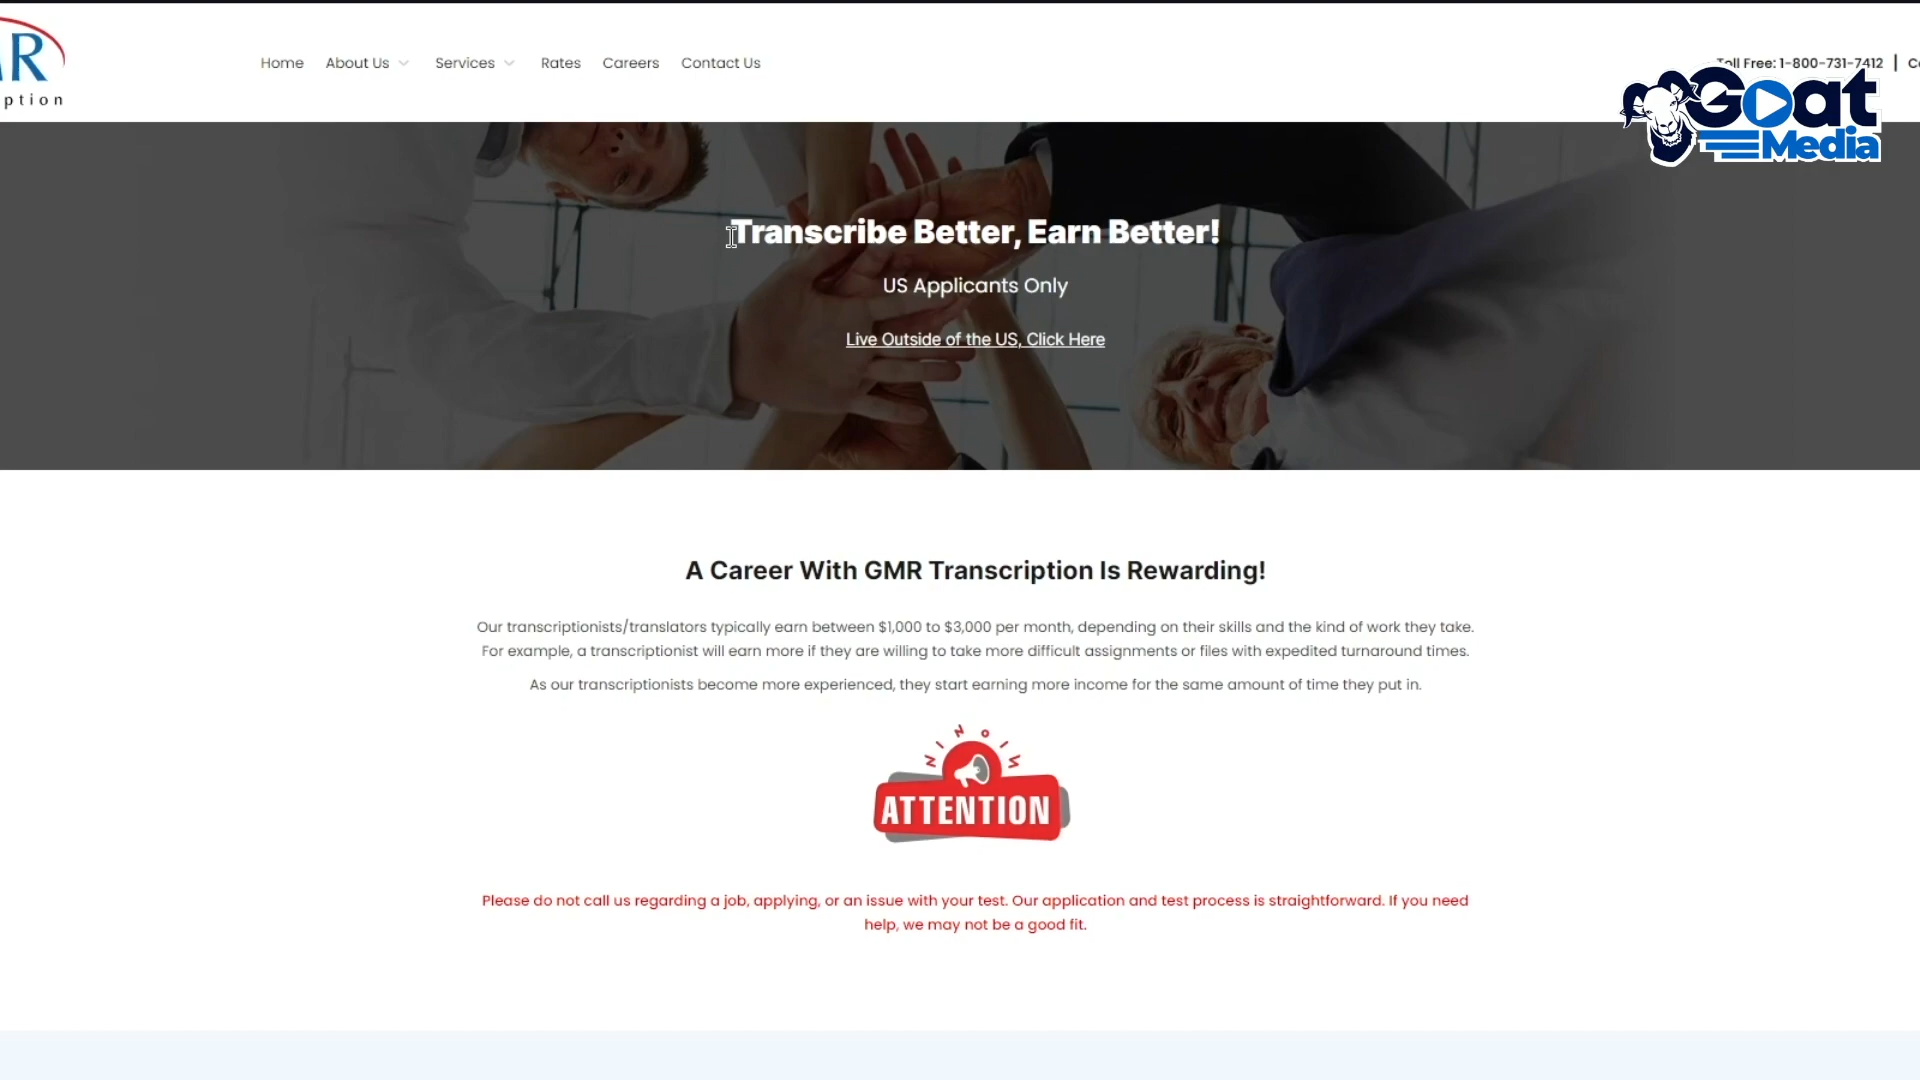 R
ption
Home About Us Services Rates Careers Contact Us
Toll Free: 1-800-731-7412 |
Goat
Media
Transcribe Better, Earn Better!
US Applicants Only
Live Outside of the US, Click Here
A Career With GMR Transcription Is Rewarding!
Our transcriptionists/translators typically earn between $1,000 to $3,000 per month, depending on their skills and the kind of work they take.
For example, a transcriptionist will earn more if they are willing to take more difficult assignments or files with expedited turnaround times.
As our transcriptionists become more experienced, they start earning more income for the same amount of time they put in.
ATTENTION
Please do not call us regarding a job, applying, or an issue with your test. Our application and test process is straightforward. If you need
help, we may not be a good fit.